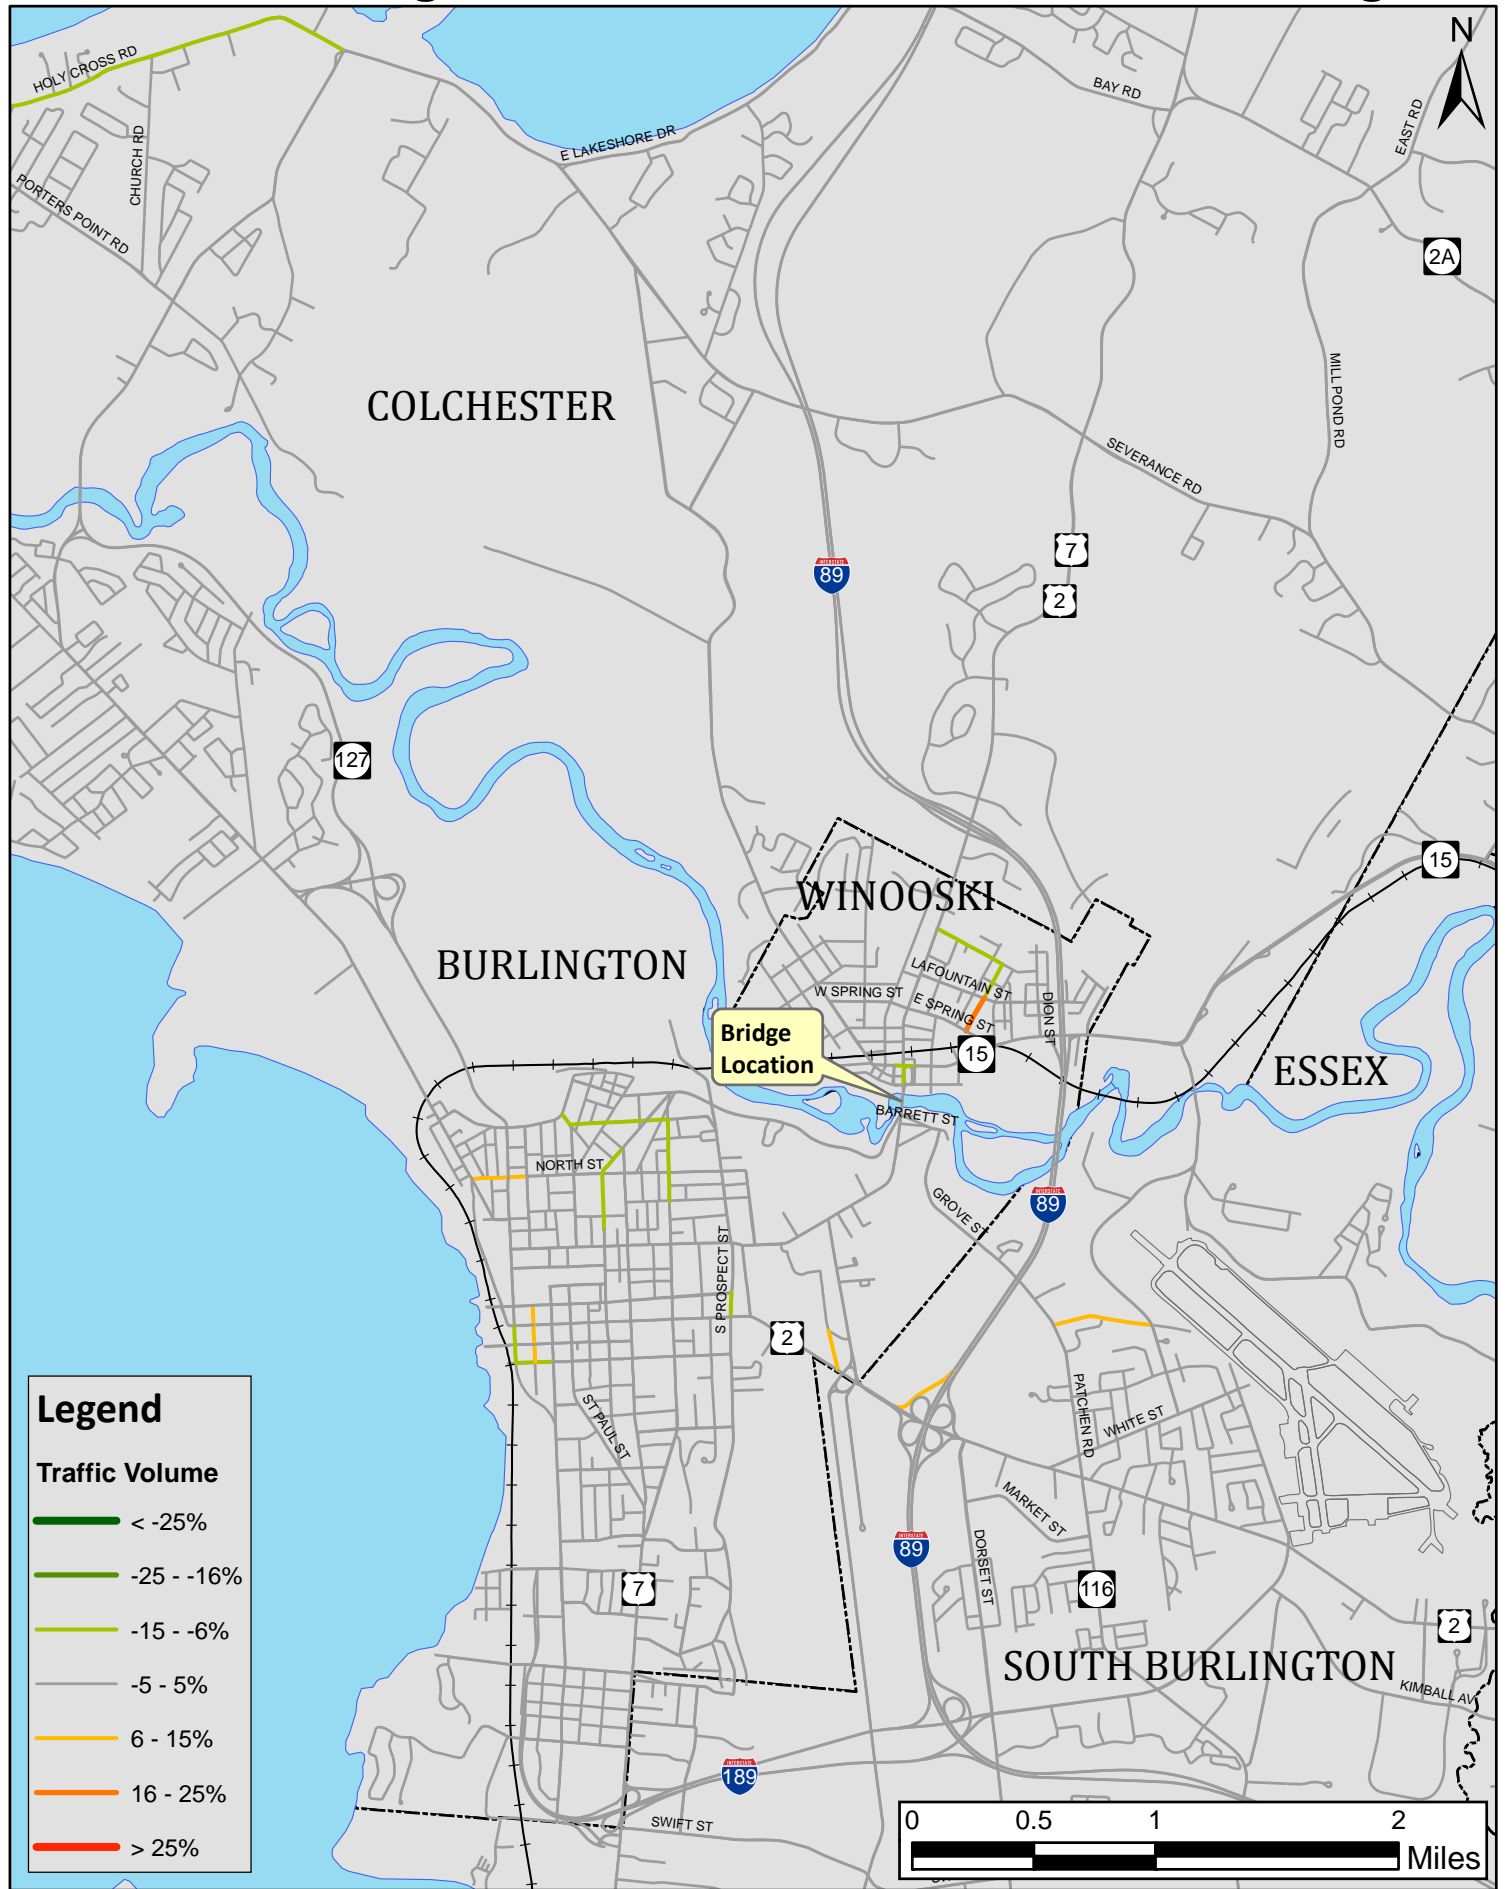 N
HOLY CROSS RD
BAY RD
EAST RD
E LAKESHORE DR
CHURCH RD
PORTERS POINT RD
2A
COLCHESTER
MILL POND RD
SEVERANCE RD
7
INTERSTATE
89
2
127
15
WINOOSKI
BURLINGTON
LAFOUNTAIN ST
W SPRING ST
E SPRING ST
DION ST
Bridge
Location
15
ESSEX
BARRETT ST
NORTH ST
GROVE ST
INTERSTATE
89
S PROSPECT ST
2
Legend
Traffic Volume
< -25%
-25 - -16%
-15 - -6%
-5 - 5%
6 - 15%
16 - 25%
> 25%
ST PAUL ST
PATCHEN RD
WHITE ST
MARKET ST
INTERSTATE
89
DORSET ST
7
116
2
SOUTH BURLINGTON
KIMBALL AV
INTERSTATE
189
SWIFT ST
0 0.5 1 2
Miles